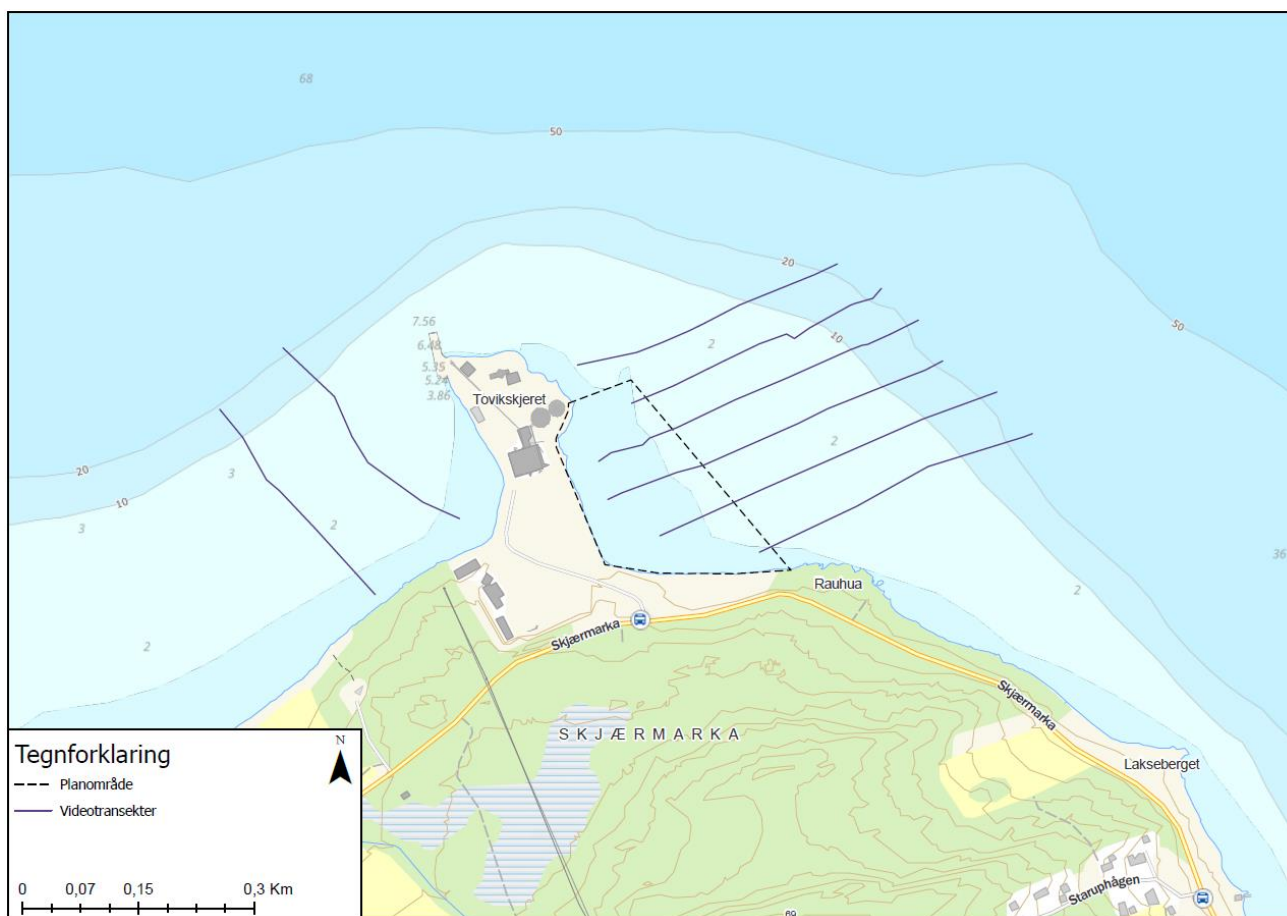 68
50
20
10
2
50
7.56
6.48
5.35
5.24
3.86
Tovikskjeret
2
3
20
10
3
2
36
Rauhua
2
2
Skjærmarka
Skjærmarka
SKJÆRMARKA
Lakseberget
Staruphågen
69
Tegnforklaring
N
Planområde
Videotransekter
0 0,07 0,15 0,3 Km